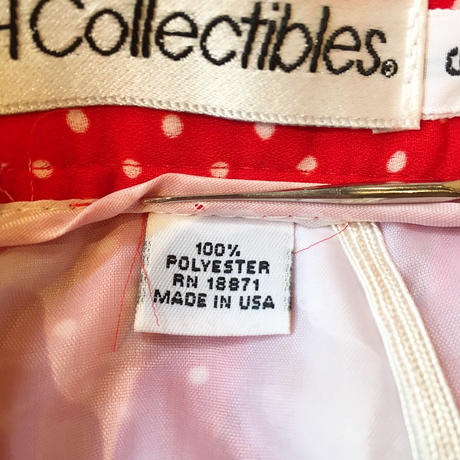 Collectibles®
100%
POLYESTER
RN 18871
MADE IN USA